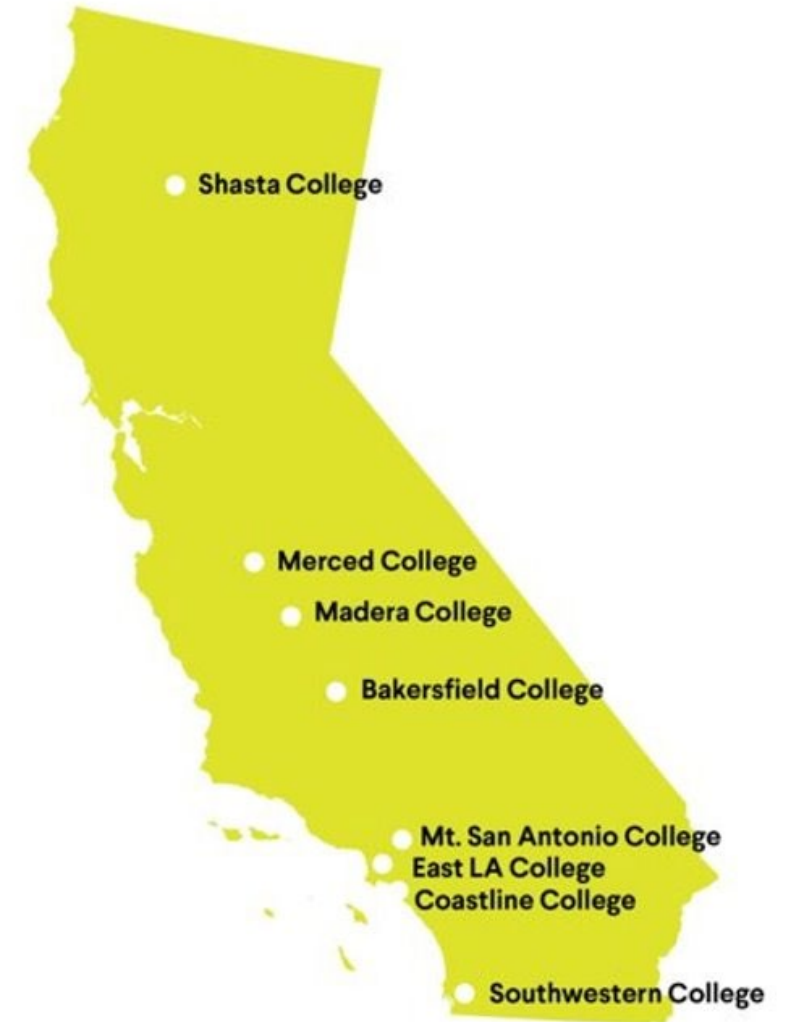 Shasta College
Merced College
Madera College
Bakersfield College
Mt. San Antonio College
East LA College
Coastline College
Southwestern College